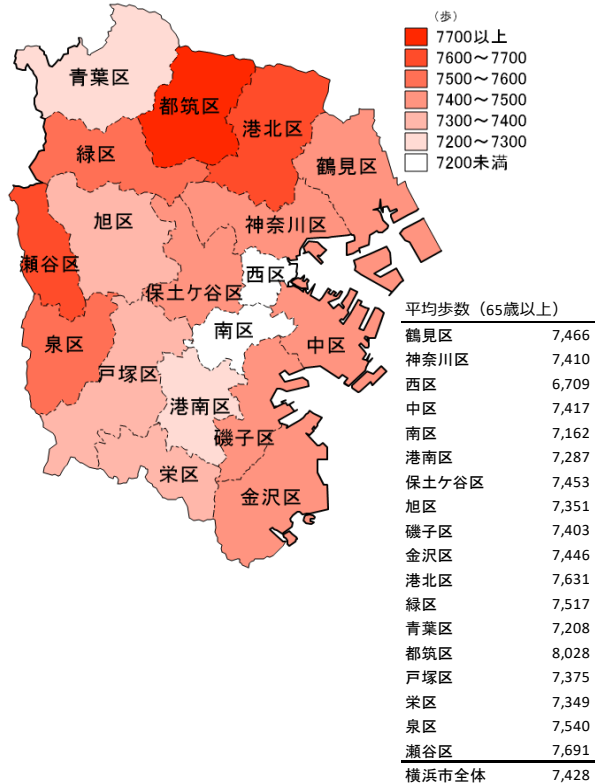 (歩)
7700以上
7600～7700
7500～7600
7400～7500
7300～7400
7200～7300
7200未満
青葉区
都筑区
港北区
緑区
鶴見区
旭区
神奈川区
瀬谷区
西区
保土ケ谷区
泉区
南区
中区
戸塚区
港南区
磯子区
栄区
金沢区
平均歩数（65歳以上）
鶴見区 7,466
神奈川区 7,410
西区 6,709
中区 7,417
南区 7,162
港南区 7,287
保土ケ谷区 7,453
旭区 7,351
磯子区 7,403
金沢区 7,446
港北区 7,631
緑区 7,517
青葉区 7,208
都筑区 8,028
戸塚区 7,375
栄区 7,349
泉区 7,540
瀬谷区 7,691
横浜市全体 7,428